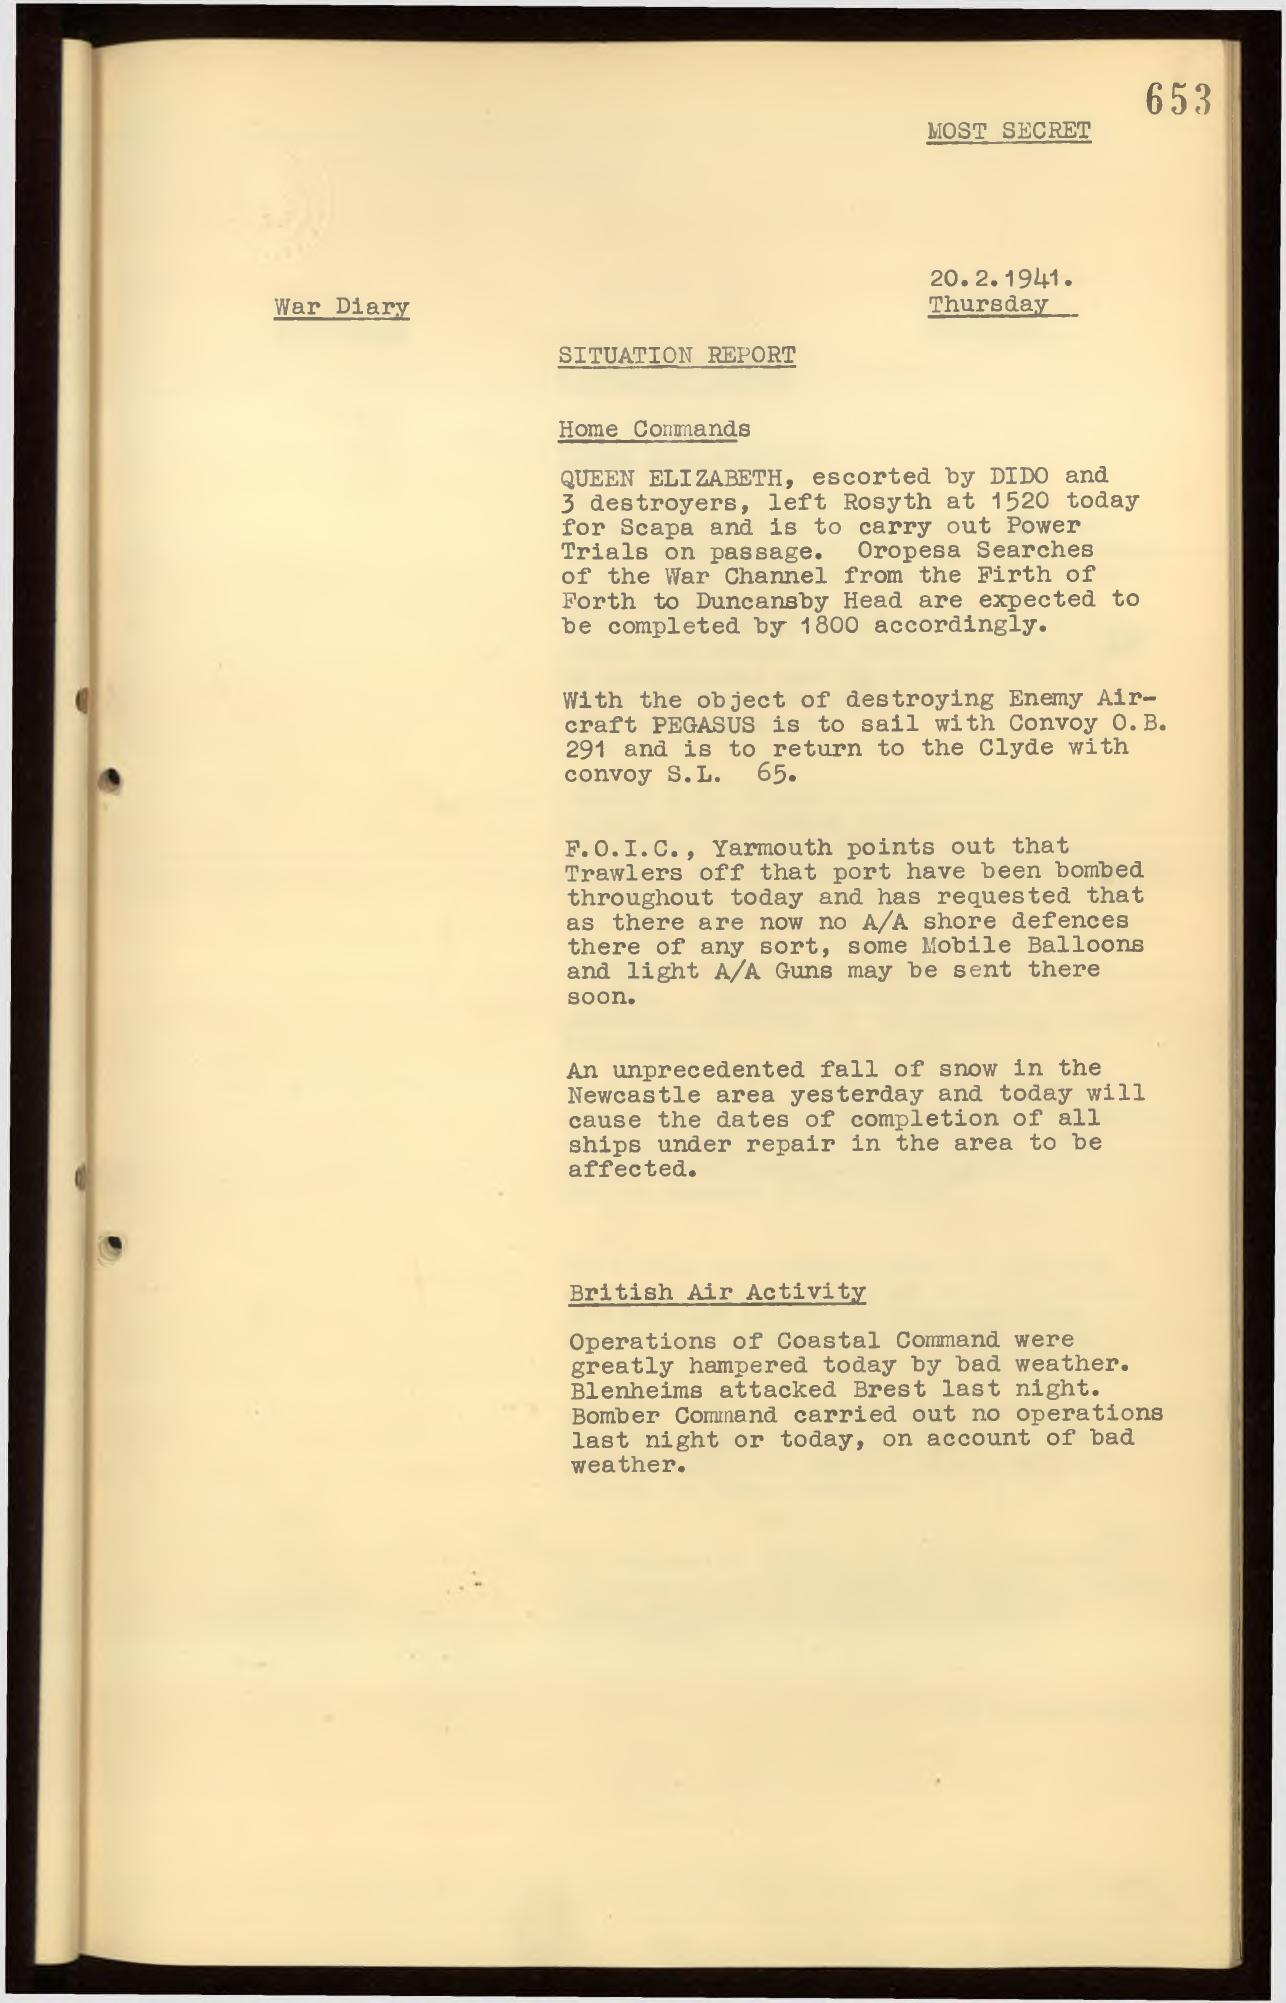 653
MOST SECRET
20.2.1941.
War Diary
Thursday
SITUATION REPORT
Home Commands
QUEEN ELIZABETH, escorted by DIDO and
3 destroyers, left Rosyth at 1520 today
for Scapa and is to carry out Power
Trials on passage. Oropesa Searches
of the War Channel from the Firth of
Forth to Duncansby Head are expected to
be completed by 1800 accordingly.
With the object of destroying Enemy Air-
craft PEGASUS is to sail with Convoy O.B.
291 and is to return to the Clyde with
convoy S.L. 65.
F.O.I.C., Yarmouth points out that
Trawlers off that port have been bombed
throughout today and has requested that
as there are now no A/A shore defences
there of any sort, some Mobile Balloons
and light A/A Guns may be sent there
soon.
An unprecedented fall of snow in the
Newcastle area yesterday and today will
cause the dates of completion of all
ships under repair in the area to be
affected.
British Air Activity
Operations of Coastal Command were
greatly hampered today by bad weather.
Blenheims attacked Brest last night.
Bomber Command carried out no operations
last night or today, on account of bad
weather.